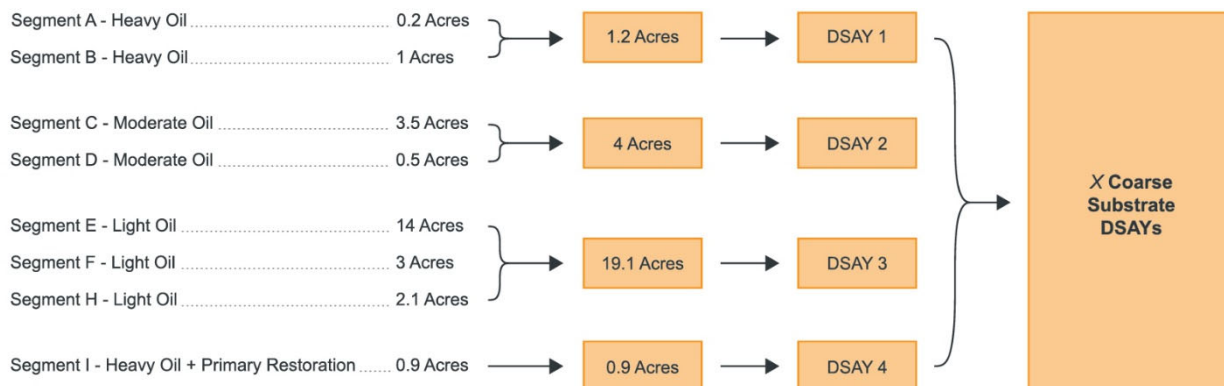 Segment A - Heavy Oil 0.2 Acres
Segment B - Heavy Oil 1 Acres
1.2 Acres
DSAY 1
Segment C - Moderate Oil 3.5 Acres
Segment D - Moderate Oil 0.5 Acres
4 Acres
DSAY 2
Segment E - Light Oil 14 Acres
Segment F - Light Oil 3 Acres
Segment H - Light Oil 2.1 Acres
19.1 Acres
DSAY 3
Segment I - Heavy Oil + Primary Restoration 0.9 Acres
0.9 Acres
DSAY 4
X Coarse
Substrate
DSAYs